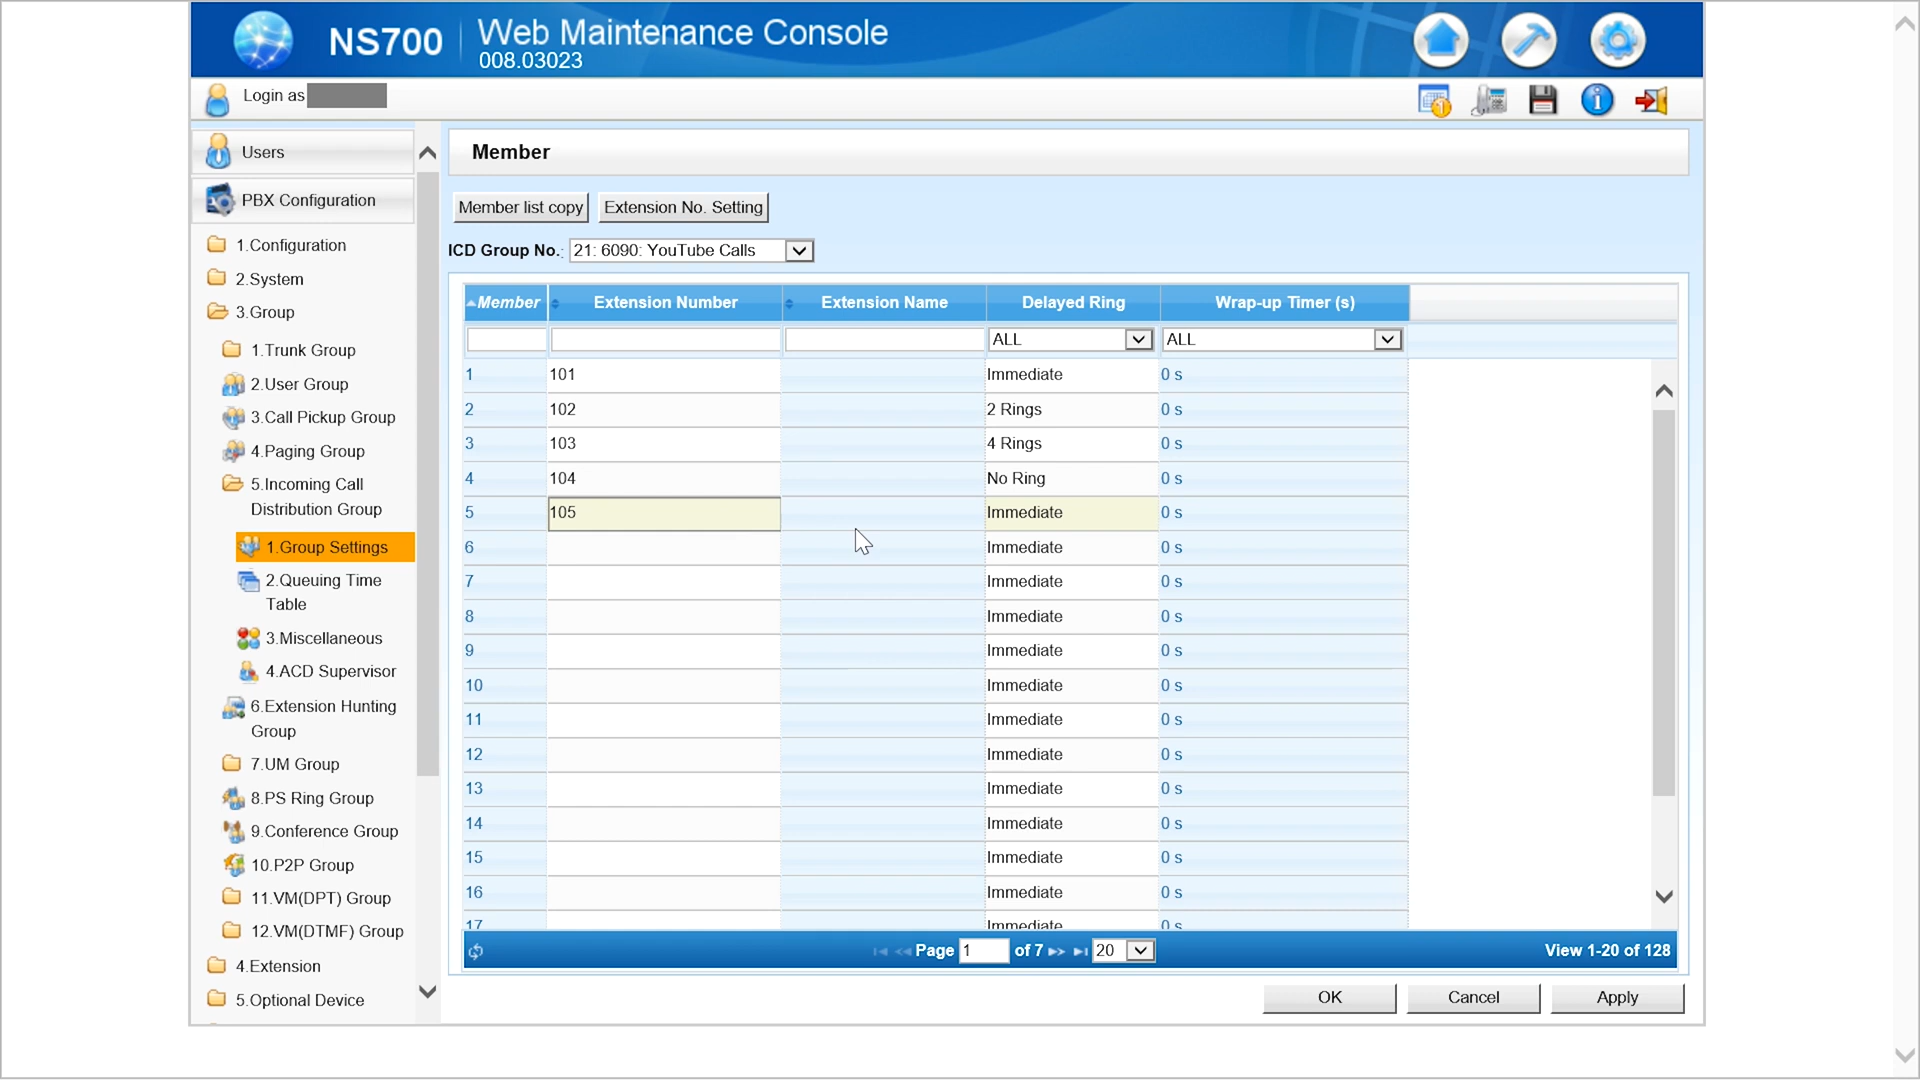 NS700
Web Maintenance Console
008.03023
Login as
Users
PBX Configuration
1.Configuration
2.System
3.Group
1.Trunk Group
2.User Group
3.Call Pickup Group
4.Paging Group
5.Incoming Call
Distribution Group
1.Group Settings
2.Queuing Time
Table
3.Miscellaneous
4.ACD Supervisor
6.Extension Hunting
Group
7.UM Group
8.PS Ring Group
9.Conference Group
10.P2P Group
11.VM(DPT) Group
12.VM(DTMF) Group
4.Extension
5.Optional Device
Member
Member list copy Extension No. Setting
ICD Group No.: 21: 6090: YouTube Calls
Member Extension Number Extension Name Delayed Ring Wrap-up Timer (s)
ALL ALL
1 101 Immediate 0 s
2 102 2 Rings 0 s
3 103 4 Rings 0 s
4 104 No Ring 0 s
5 105 Immediate 0 s
6 Immediate 0 s
7 Immediate 0 s
8 Immediate 0 s
9 Immediate 0 s
10 Immediate 0 s
11 Immediate 0 s
12 Immediate 0 s
13 Immediate 0 s
14 Immediate 0 s
15 Immediate 0 s
16 Immediate 0 s
17 Immediate 0 s
Page 1 of 7 20 View 1-20 of 128
OK Cancel Apply